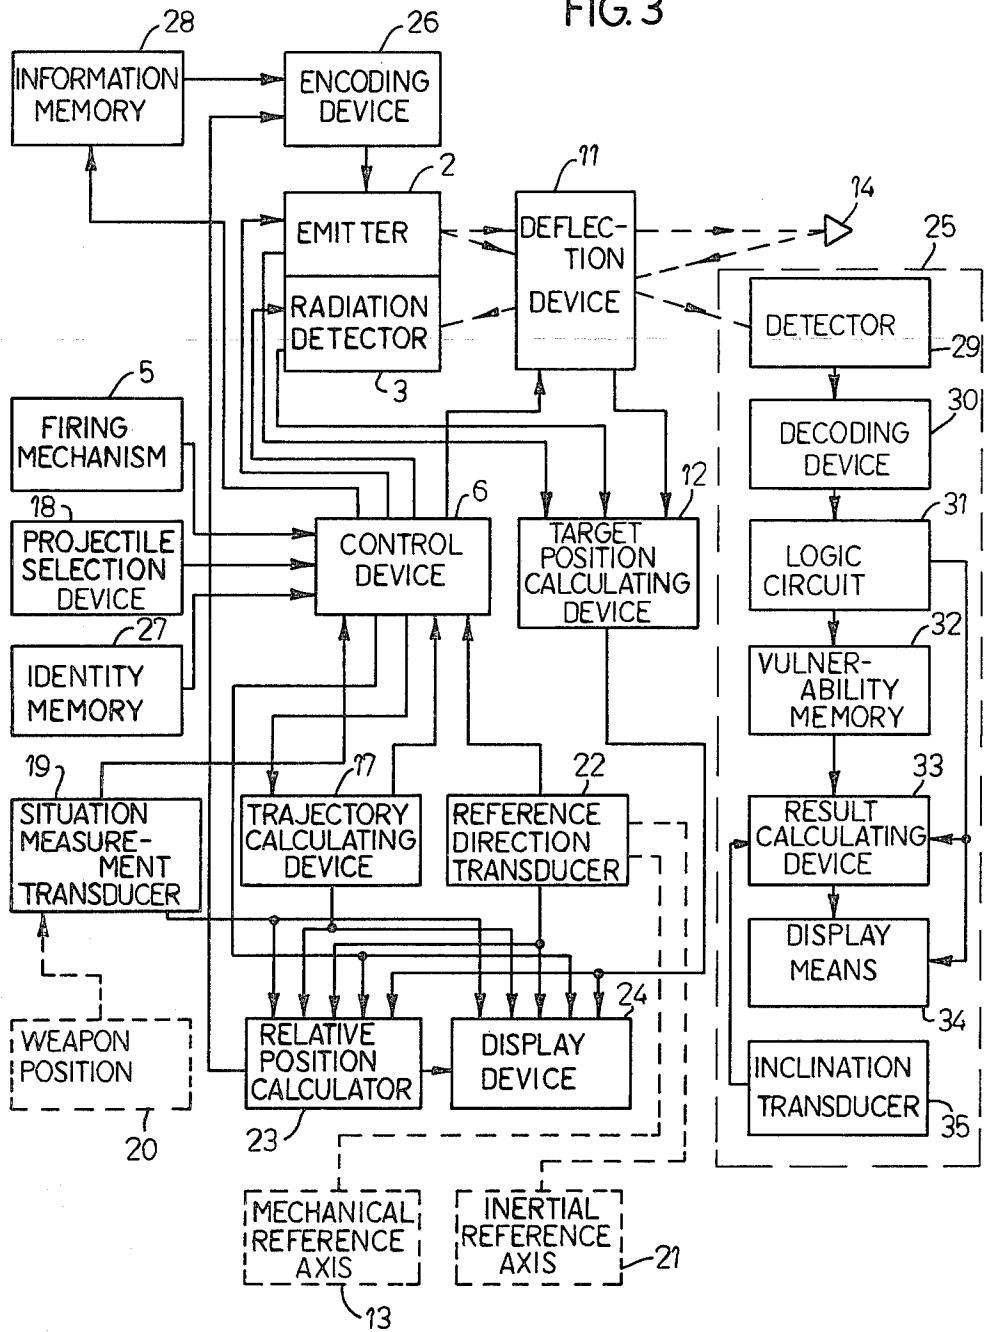 FIG. 3
28
26
INFORMATION
MEMORY
ENCODING
DEVICE
2
11
14
EMITTER
DEFLEC-
TION
DEVICE
25
RADIATION
DETECTOR
3
DETECTOR
29
5
FIRING
MECHANISM
DECODING
DEVICE
30
18
PROJECTILE
SELECTION
DEVICE
6
CONTROL
DEVICE
12
TARGET
POSITION
CALCULATING
DEVICE
31
LOGIC
CIRCUIT
27
IDENTITY
MEMORY
32
VULNER-
ABILITY
MEMORY
19
SITUATION
MEASURE-
MENT
TRANSDUCER
17
TRAJECTORY
CALCULATING
DEVICE
22
REFERENCE
DIRECTION
TRANSDUCER
33
RESULT
CALCULATING
DEVICE
DISPLAY
MEANS
34
WEAPON
POSITION
20
RELATIVE
POSITION
CALCULATOR
23
24
DISPLAY
DEVICE
INCLINATION
TRANSDUCER
35
MECHANICAL
REFERENCE
AXIS
13
INERTIAL
REFERENCE
AXIS
21